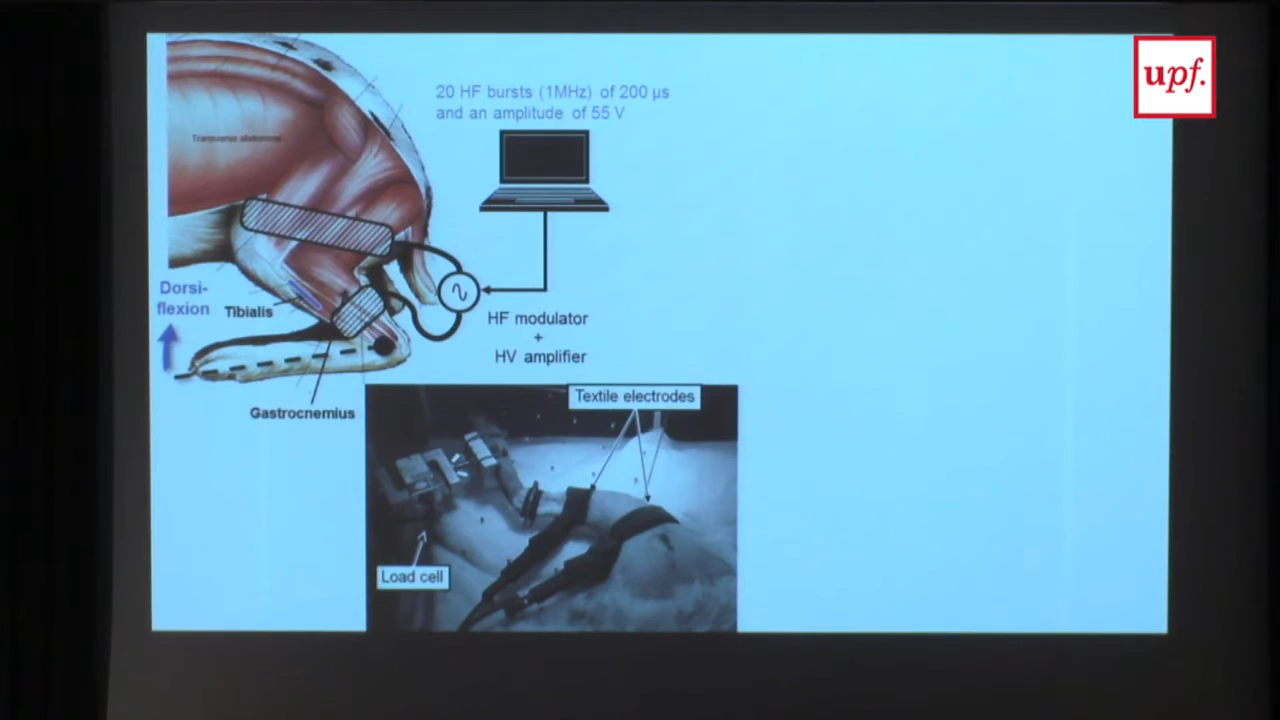 upf.
20 HF bursts (1MHz) of 200 µs
and an amplitude of 55 V
Transverse abdominal
Dorsi-
flexion
Tibialis
HF modulator
+
HV amplifier
Gastrocnemius
Textile electrodes
Load cell